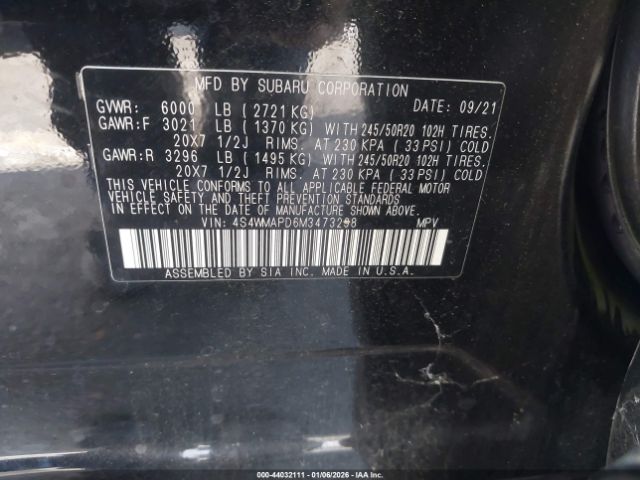 MFD BY SUBARU CORPORATION
GVWR: 6000 LB (2721 KG) DATE: 09/21
GAWR:F 3021 LB (1370 KG) WITH 245/50R20 102H TIRES.
20X7 1/2J RIMS. AT 230 KPA (33 PSI) COLD
GAWR:R 3296 LB (1495 KG) WITH 245/50R20 102H TIRES.
20X7 1/2J RIMS. AT 230 KPA (33 PSI) COLD
THIS VEHICLE CONFORMS TO ALL APPLICABLE FEDERAL MOTOR
VEHICLE SAFETY AND THEFT PREVENTION STANDARDS
IN EFFECT ON THE DATE OF MANUFACTURE SHOWN ABOVE.
VIN: 4S4WMAPD6M3473298 MPV
ASSEMBLED BY SIA INC. MADE IN U.S.A.
000-44032111 - 01/06/2026 - IAAI.com